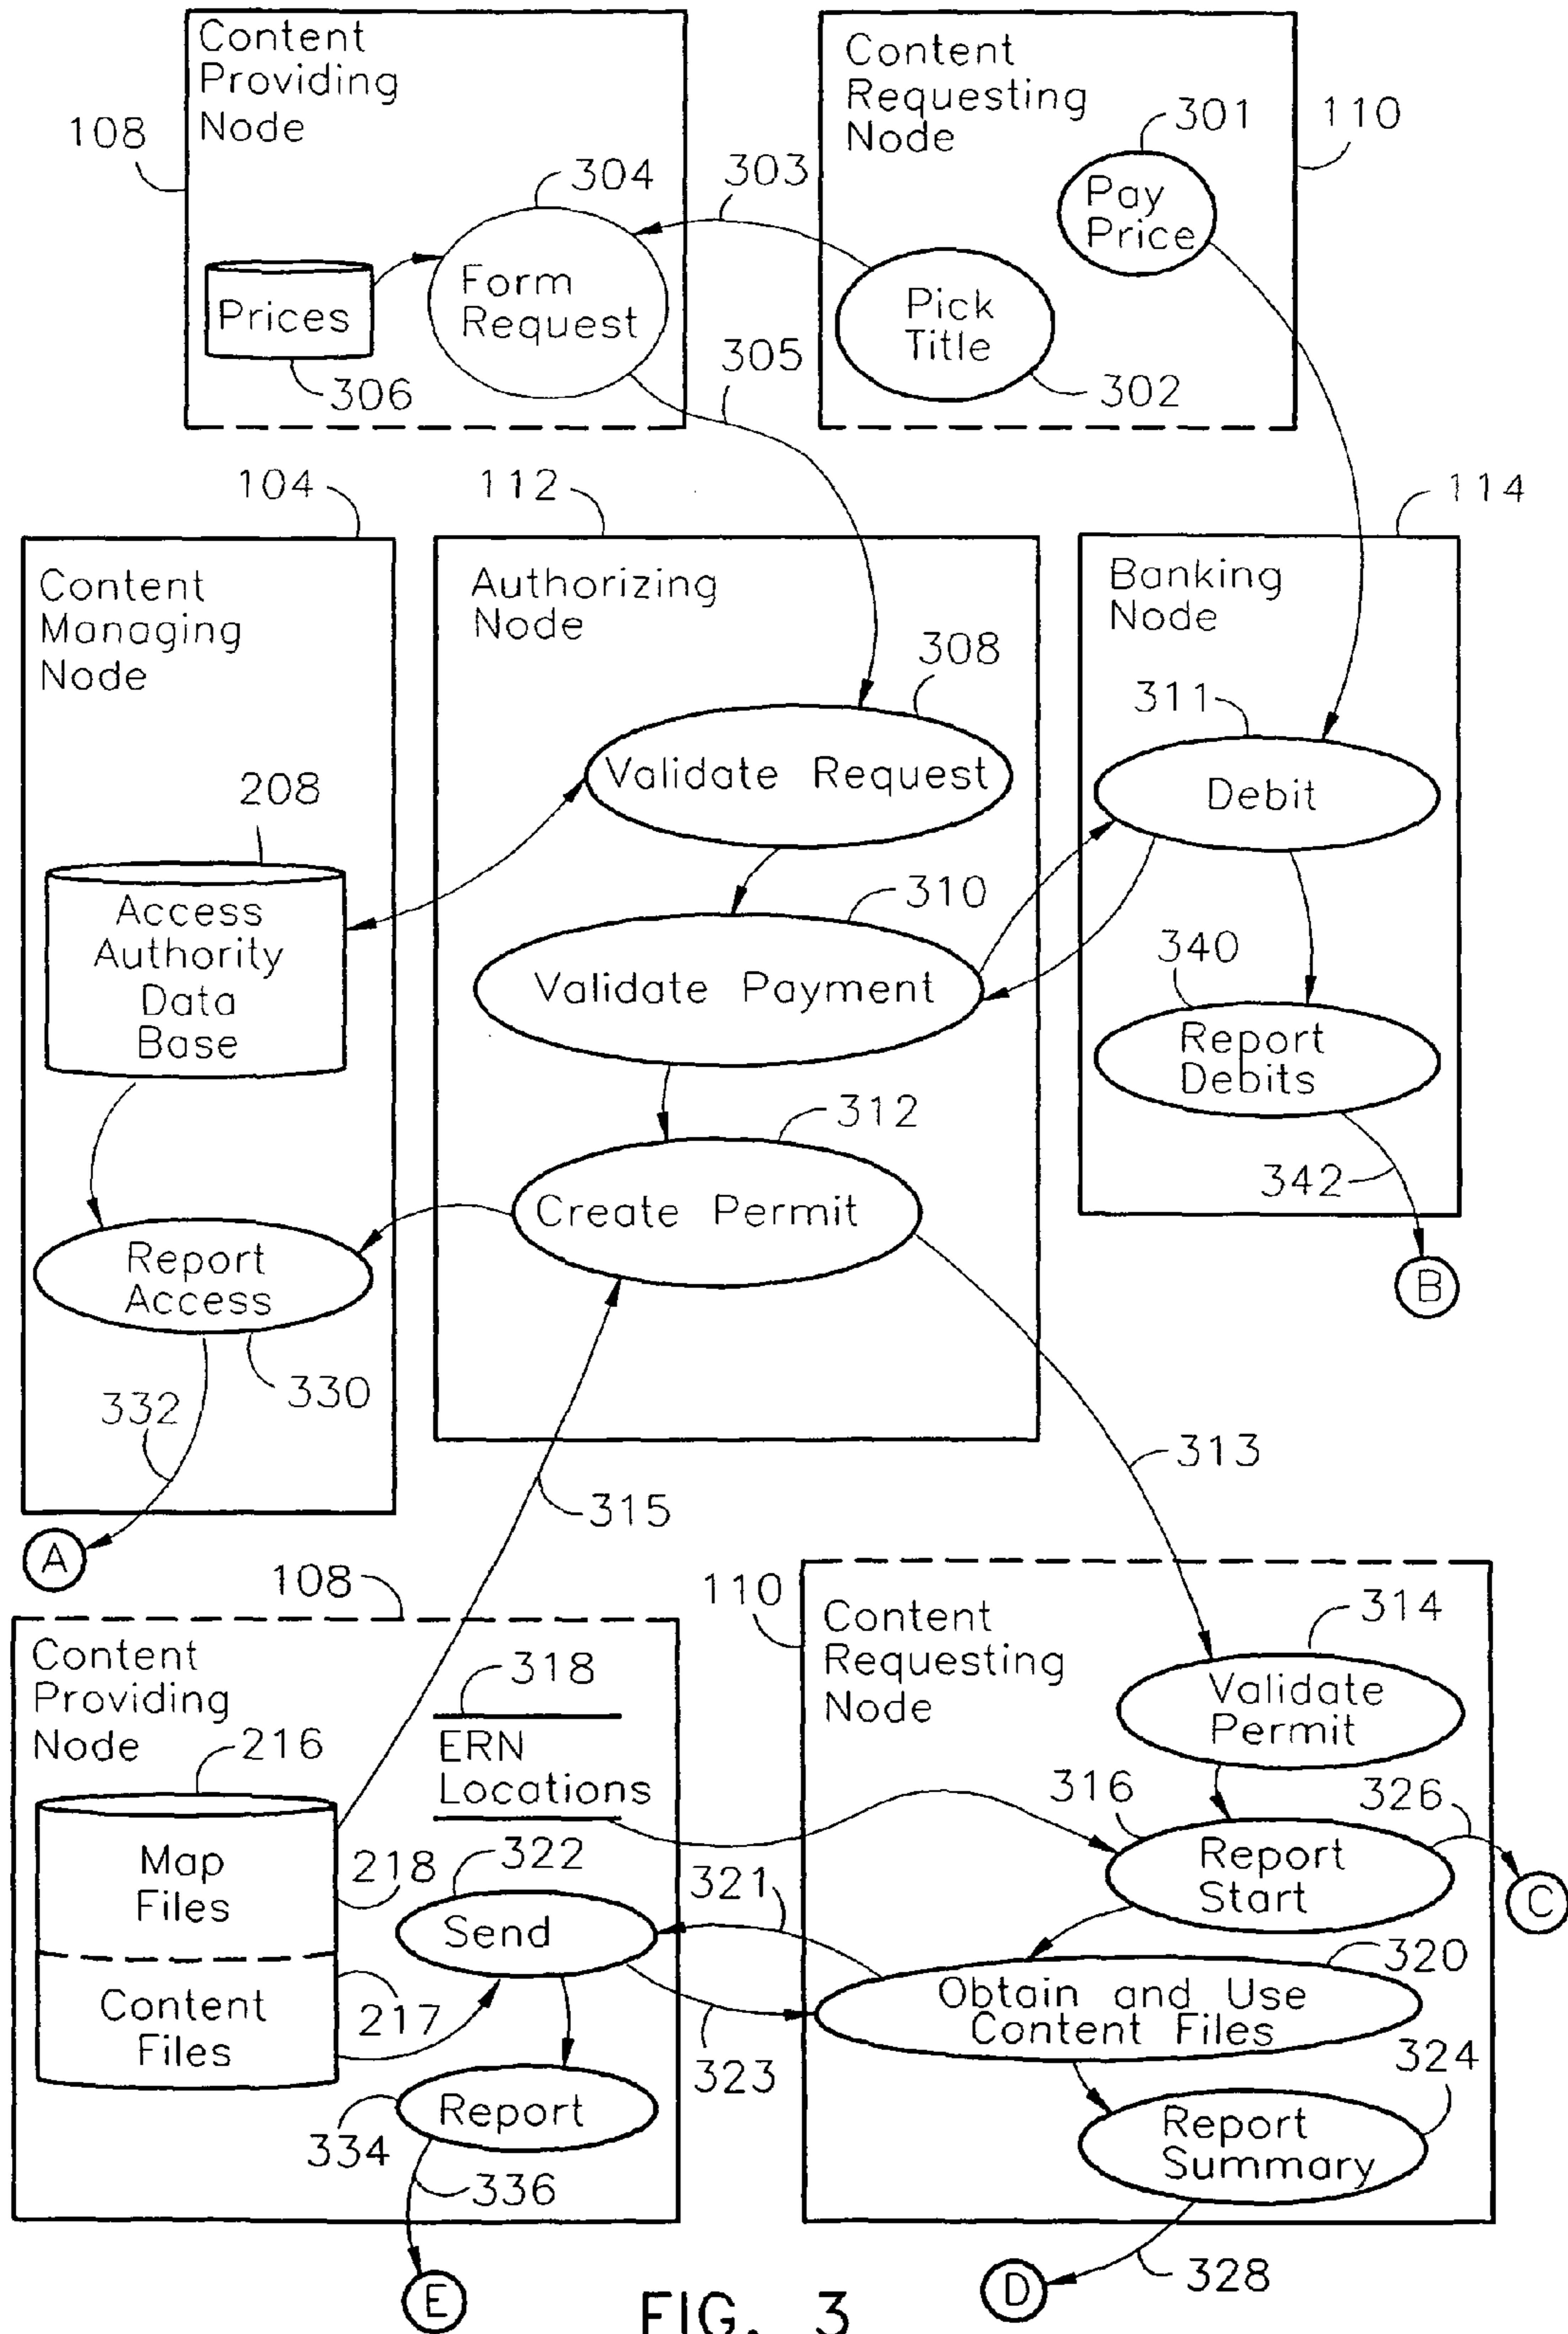 Content
Providing
Node
108
304
303
Prices
306
Form
Request
305
Content
Requesting
Node
301
110
Pay
Price
Pick
Title
302
104
112
114
Content
Managing
Node
208
Access
Authority
Data
Base
Report
Access
330
332
A
Authorizing
Node
308
Validate Request
310
Validate Payment
312
Create Permit
313
315
Banking
Node
311
Debit
340
Report
Debits
342
B
108
Content
Providing
Node
216
318
ERN
Locations
Map
Files
218
322
Send
Content
Files
217
321
323
Report
334
336
E
110
Content
Requesting
Node
314
Validate
Permit
316
326
Report
Start
C
320
Obtain and Use
Content Files
324
Report
Summary
328
D
FIG. 3